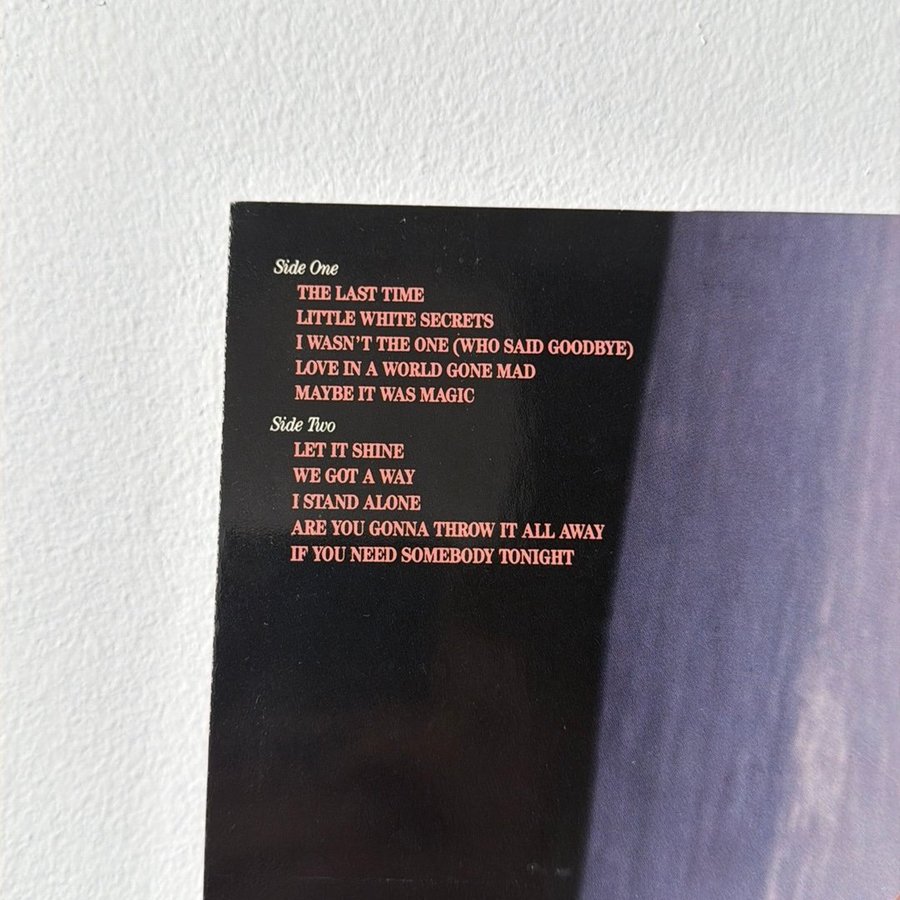 Side One
THE LAST TIME
LITTLE WHITE SECRETS
I WASN'T THE ONE (WHO SAID GOODBYE)
LOVE IN A WORLD GONE MAD
MAYBE IT WAS MAGIC
Side Two
LET IT SHINE
WE GOT A WAY
I STAND ALONE
ARE YOU GONNA THROW IT ALL AWAY
IF YOU NEED SOMEBODY TONIGHT